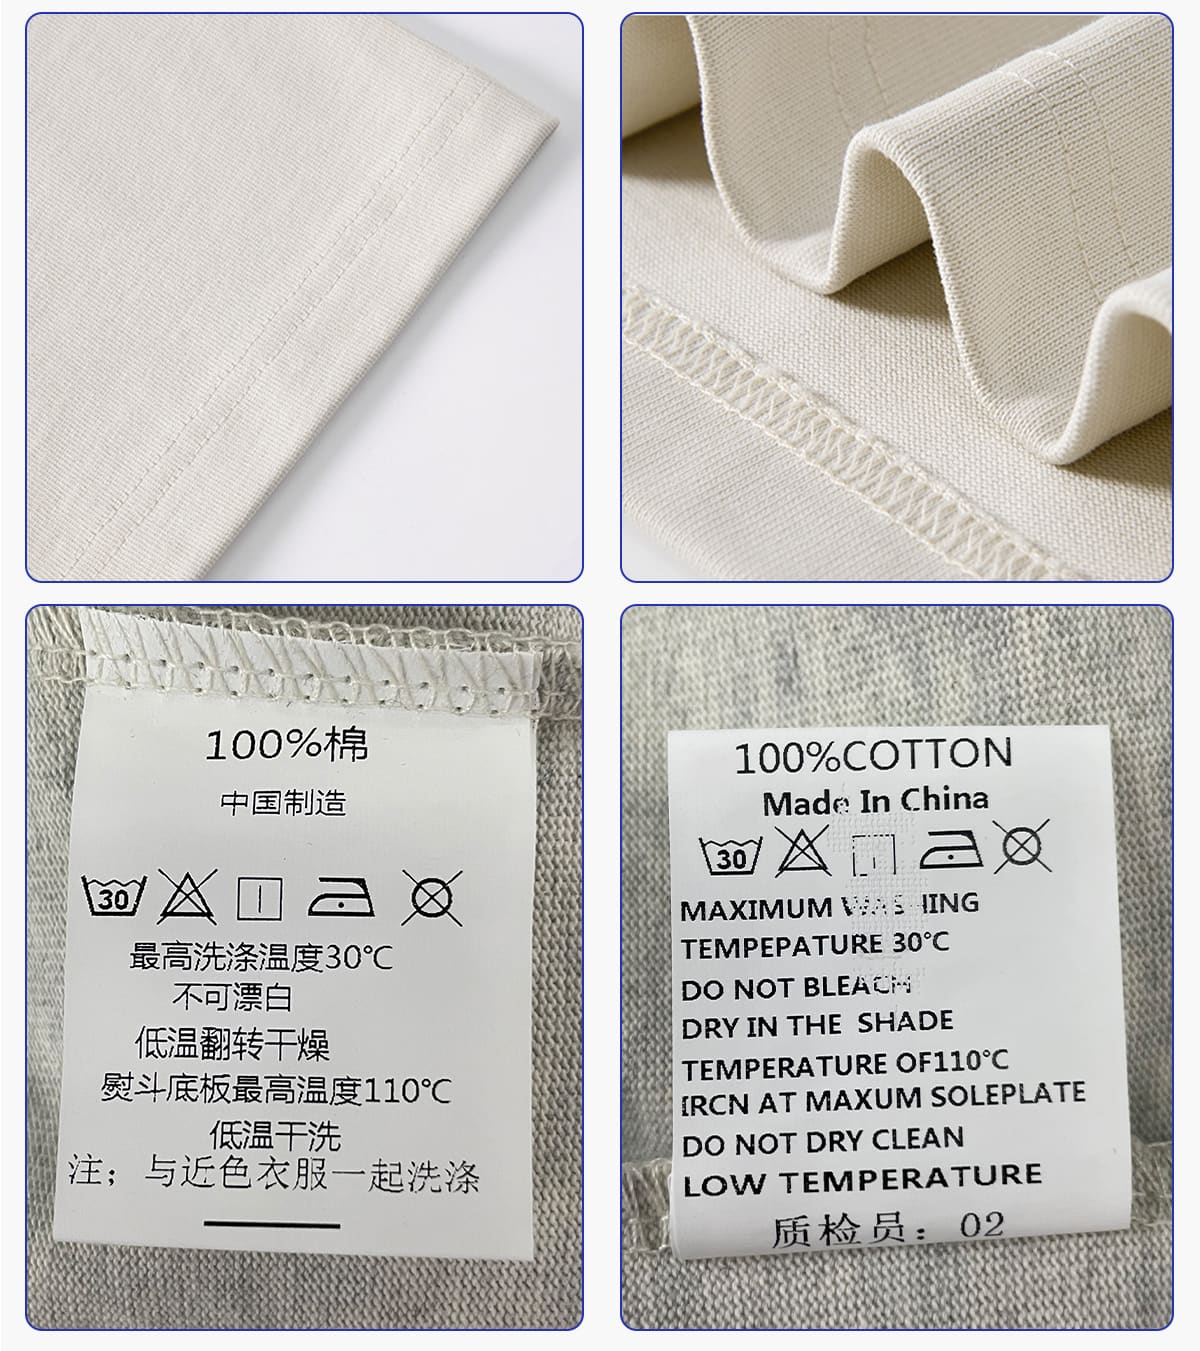 100%棉
中国制造
30
最高洗涤温度30℃
不可漂白
低温翻转干燥
熨斗底板最高温度110℃
低温干洗
注；与近色衣服一起洗涤
100%COTTON
Made In China
30
MAXIMUM WASHING
TEMPEPATURE 30℃
DO NOT BLEACH
DRY IN THE SHADE
TEMPERATURE OF110℃
IRCN AT MAXUM SOLEPLATE
DO NOT DRY CLEAN
LOW TEMPERATURE
质检员：02